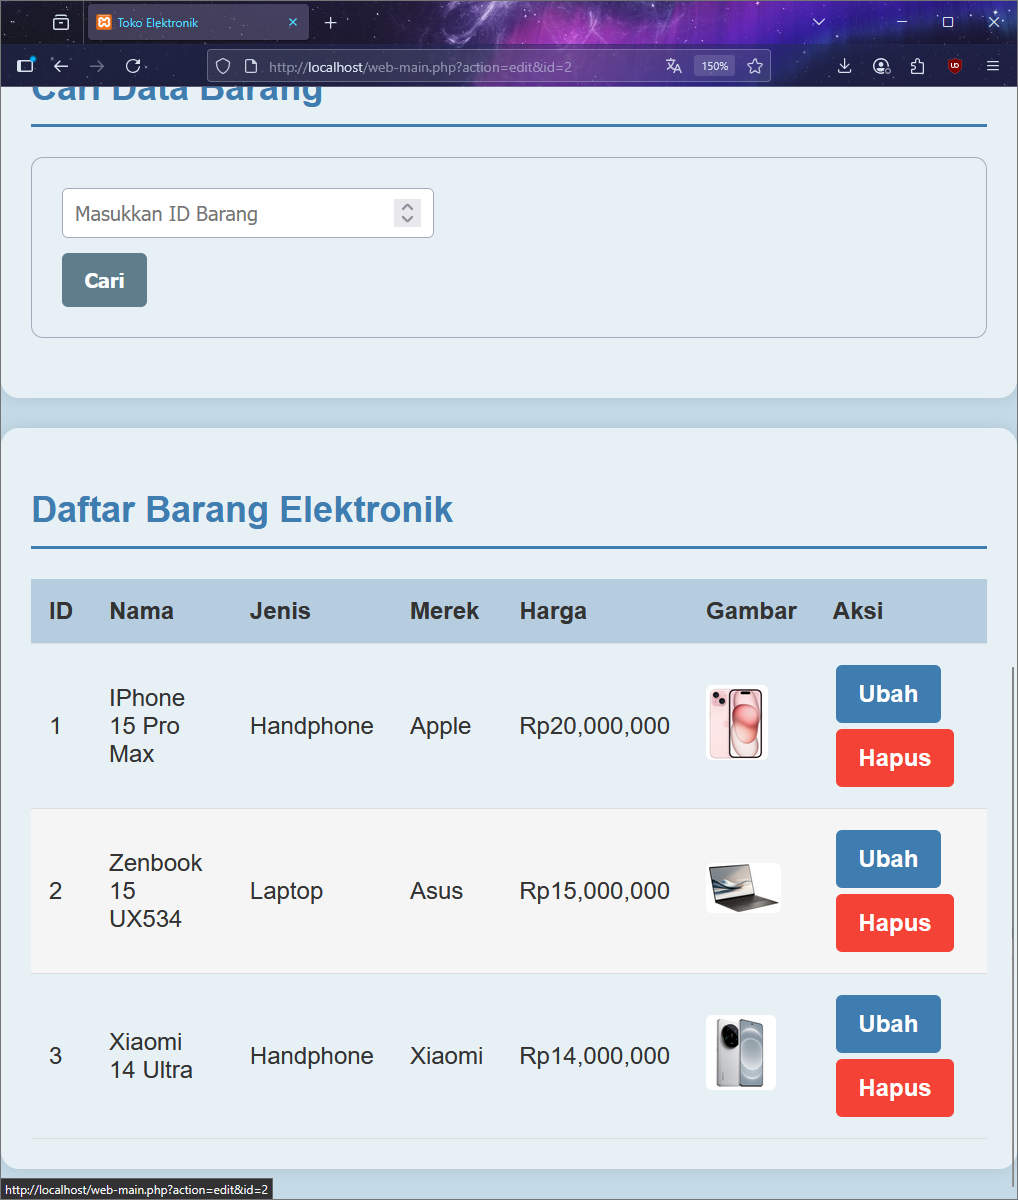 Toko Elektronik
http://localhost/web-main.php?action=edit&id=2
150%
Cari Data Barang
Masukkan ID Barang
Cari
Daftar Barang Elektronik
ID Nama Jenis Merek Harga Gambar Aksi
1 IPhone 15 Pro Max Handphone Apple Rp20,000,000 Ubah Hapus
2 Zenbook 15 UX534 Laptop Asus Rp15,000,000 Ubah Hapus
3 Xiaomi 14 Ultra Handphone Xiaomi Rp14,000,000 Ubah Hapus
http://localhost/web-main.php?action=edit&id=2